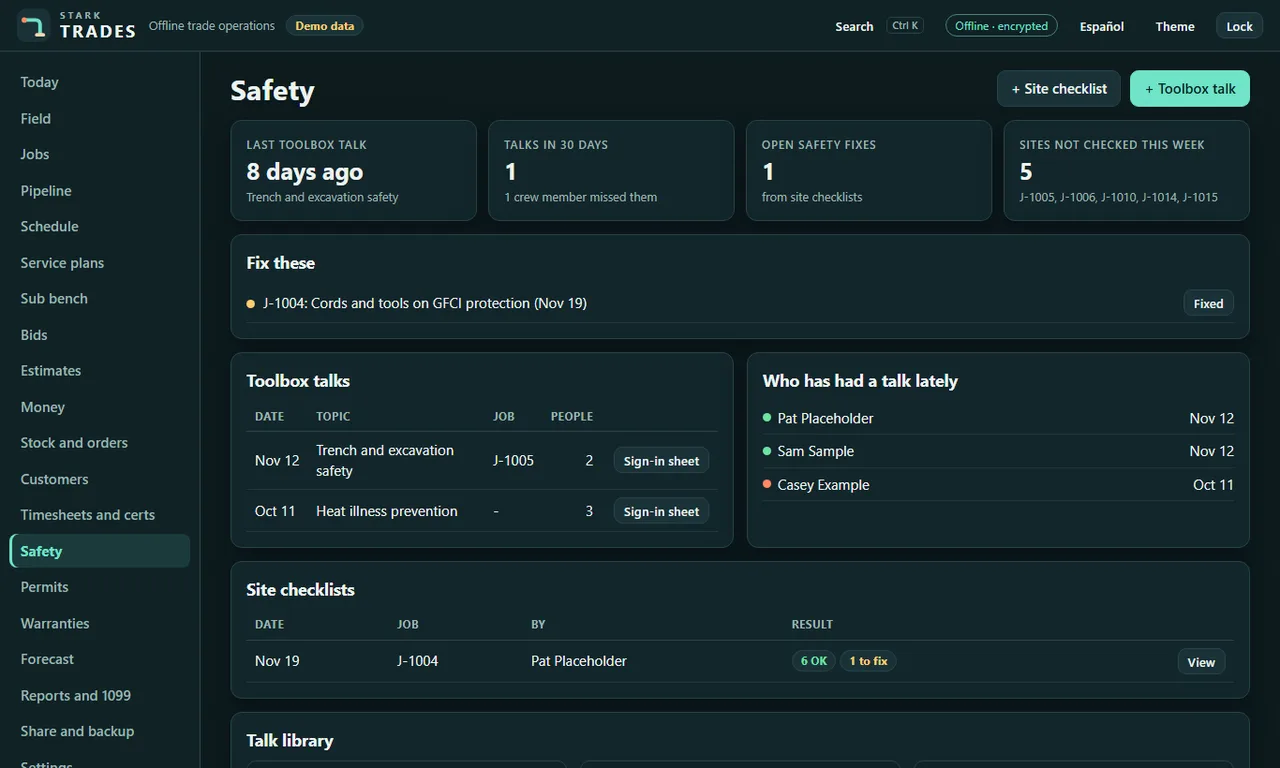 STARK
TRADES
Offline trade operations
Demo data
Search
Ctrl K
Offline · encrypted
Español
Theme
Lock
Today
Field
Jobs
Pipeline
Schedule
Service plans
Sub bench
Bids
Estimates
Money
Stock and orders
Customers
Timesheets and certs
Safety
Permits
Warranties
Forecast
Reports and 1099
Share and backup
Settings
Safety
+ Site checklist
+ Toolbox talk
LAST TOOLBOX TALK
8 days ago
Trench and excavation safety
TALKS IN 30 DAYS
1
1 crew member missed them
OPEN SAFETY FIXES
1
from site checklists
SITES NOT CHECKED THIS WEEK
5
J-1005, J-1006, J-1010, J-1014, J-1015
Fix these
J-1004: Cords and tools on GFCI protection (Nov 19)
Fixed
Toolbox talks
DATE TOPIC JOB PEOPLE
Nov 12 Trench and excavation safety J-1005 2 Sign-in sheet
Oct 11 Heat illness prevention - 3 Sign-in sheet
Who has had a talk lately
Pat Placeholder Nov 12
Sam Sample Nov 12
Casey Example Oct 11
Site checklists
DATE JOB BY RESULT
Nov 19 J-1004 Pat Placeholder 6 OK 1 to fix View
Talk library